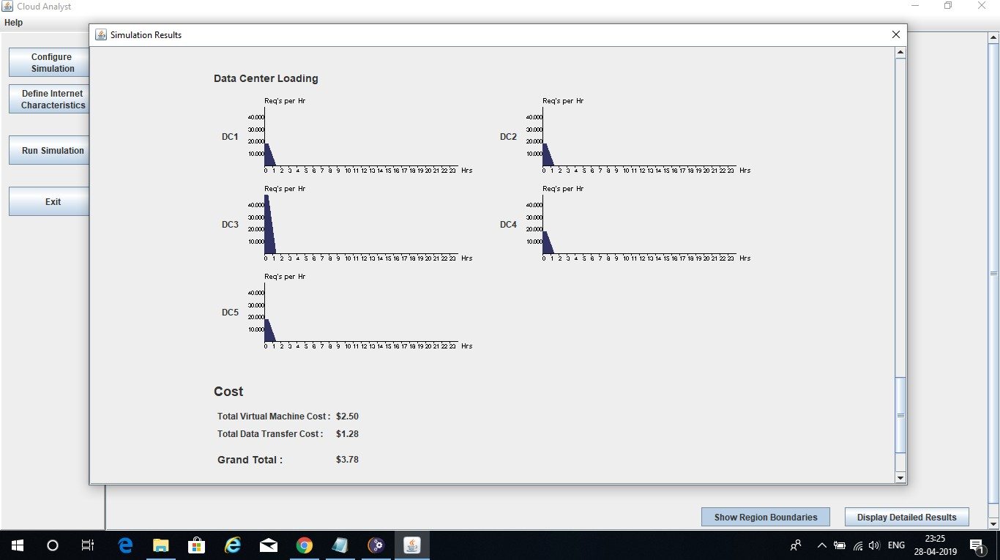 Cloud Analyst
Help
Configure
Simulation
Define Internet
Characteristics
Run Simulation
Exit
Simulation Results
Data Center Loading
Req's per Hr
40.000
30.000
20.000
10.000
DC1
0 1 2 3 4 5 6 7 8 9 10 11 12 13 14 15 16 17 18 19 20 21 22 23 Hrs
Req's per Hr
40.000
30.000
20.000
10.000
DC2
0 1 2 3 4 5 6 7 8 9 10 11 12 13 14 15 16 17 18 19 20 21 22 23 Hrs
Req's per Hr
40.000
30.000
20.000
10.000
DC3
0 1 2 3 4 5 6 7 8 9 10 11 12 13 14 15 16 17 18 19 20 21 22 23 Hrs
Req's per Hr
40.000
30.000
20.000
10.000
DC4
0 1 2 3 4 5 6 7 8 9 10 11 12 13 14 15 16 17 18 19 20 21 22 23 Hrs
Req's per Hr
40.000
30.000
20.000
10.000
DC5
0 1 2 3 4 5 6 7 8 9 10 11 12 13 14 15 16 17 18 19 20 21 22 23 Hrs
Cost
Total Virtual Machine Cost : $2.50
Total Data Transfer Cost : $1.28
Grand Total : $3.78
Show Region Boundaries
Display Detailed Results
ENG
23:25
28-04-2019
1